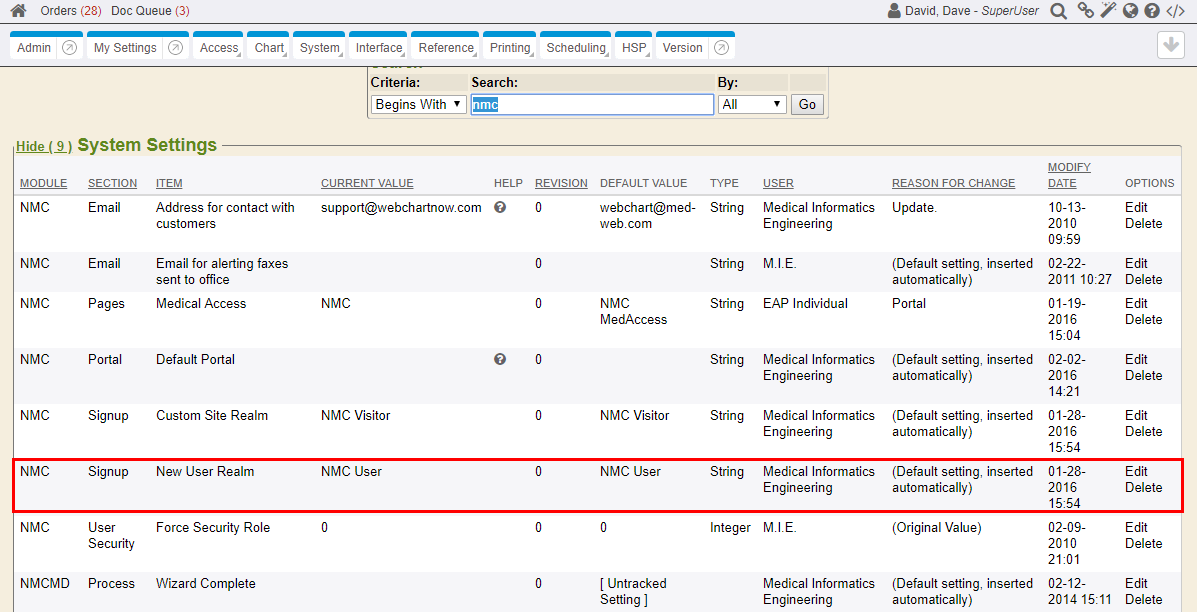 Orders (28) Doc Queue (3) David, Dave - SuperUser
Admin My Settings Access Chart System Interface Reference Printing Scheduling HSP Version
Criteria: Search: By:
Begins With nmc All Go
Hide ( 9 ) System Settings
MODULE SECTION ITEM CURRENT VALUE HELP REVISION DEFAULT VALUE TYPE USER REASON FOR CHANGE MODIFY DATE OPTIONS
NMC Email Address for contact with support@webchartnow.com 0 webchart@med- String Medical Informatics Update. 10-13- Edit
customers web.com Engineering 2010 Delete
09:59
NMC Email Email for alerting faxes 0 String M.I.E. (Default setting, inserted 02-22- Edit
sent to office automatically) 2011 10:27 Delete
NMC Pages Medical Access NMC 0 NMC String EAP Individual Portal 01-19- Edit
MedAccess 2016 Delete
15:04
NMC Portal Default Portal 0 String Medical Informatics (Default setting, inserted 02-02- Edit
Engineering automatically) 2016 Delete
14:21
NMC Signup Custom Site Realm NMC Visitor 0 NMC Visitor String Medical Informatics (Default setting, inserted 01-28- Edit
Engineering automatically) 2016 Delete
15:54
NMC Signup New User Realm NMC User 0 NMC User String Medical Informatics (Default setting, inserted 01-28- Edit
Engineering automatically) 2016 Delete
15:54
NMC User Force Security Role 0 0 0 Integer M.I.E. (Original Value) 02-09- Edit
Security 2010 Delete
21:01
NMCMD Process Wizard Complete 0 [ Untracked Medical Informatics (Default setting, inserted 02-12- Edit
Setting ] Engineering automatically) 2014 15:11 Delete